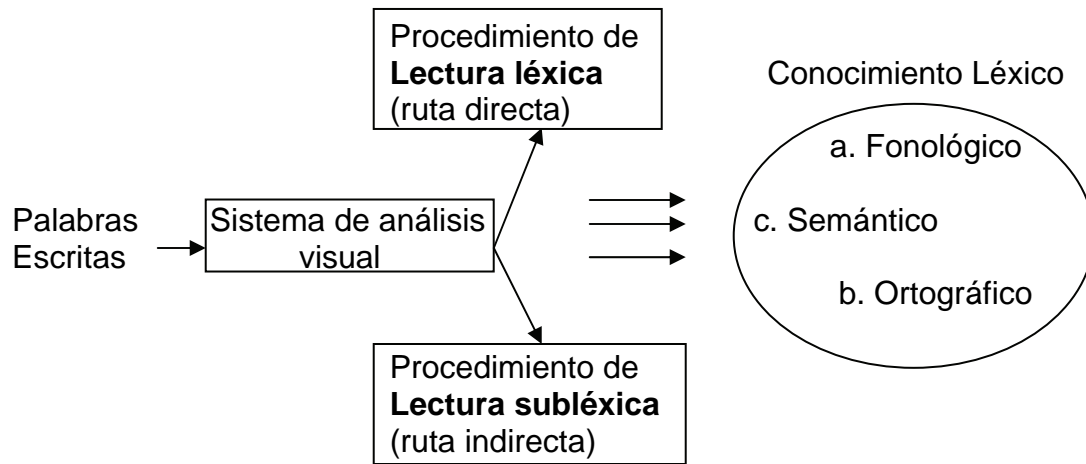 Procedimiento de
Lectura léxica
(ruta directa)
Conocimiento Léxico
a. Fonológico
Palabras
Escritas
Sistema de análisis
visual
c. Semántico
b. Ortográfico
Procedimiento de
Lectura subléxica
(ruta indirecta)